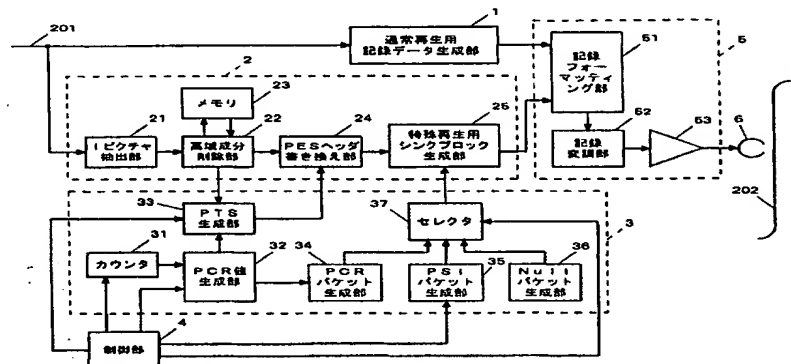 201
1
通常再生用
記録データ生成部
2
メモリ
23
21
22
24
25
Iピクチャ
抽出部
高域成分
削除部
PESヘッダ
書き換え部
特殊再生用
シンクブロック
生成部
51
記録
フォー
マッティ
ング部
5
52
記録
変調部
53
6
202
33
PTS
生成部
37
セレクタ
3
31
カウンタ
32
PCR値
生成部
34
PCR
パケット
生成部
35
PSI
パケット
生成部
36
Null
パケット
生成部
4
制御部